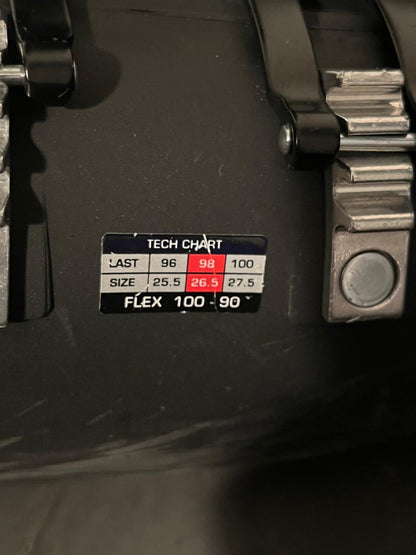 TECH CHART
LAST 96 98 100
SIZE 25.5 26.5 27.5
FLEX 100 - 90